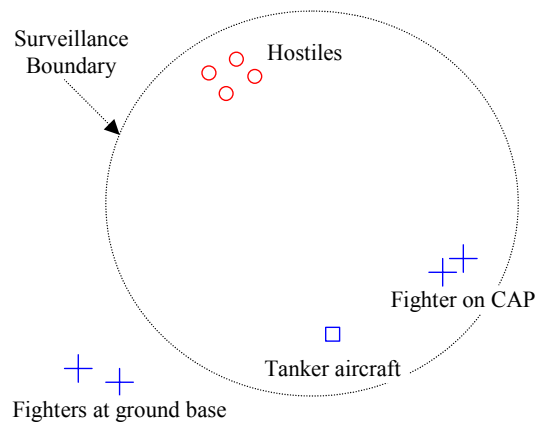 Surveillance
Boundary
Hostiles
Fighter on CAP
Tanker aircraft
Fighters at ground base